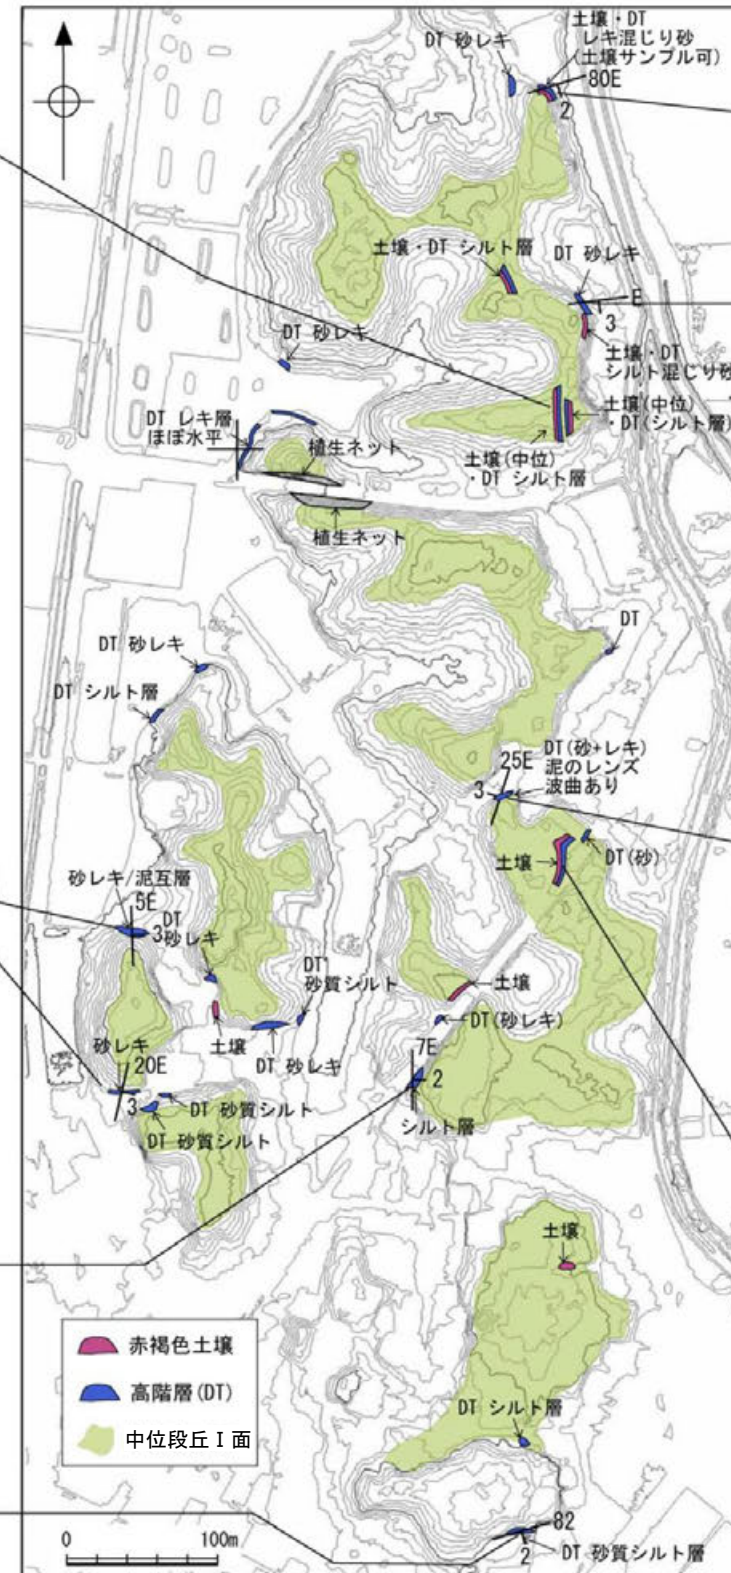 DT 砂レキ
土壌・DT
レキ混じり砂
(土壌サンプル可)
80E
2
土壌・DT シルト層
DT 砂レキ
E
3
土壌・DT
シルト混じり砂
DT 砂レキ
DT レキ層
ほぼ水平
植生ネット
土壌(中位)
・DT(シルト層)
土壌(中位)
・DT シルト層
植生ネット
DT
DT 砂レキ
DT シルト層
25E
3
DT(砂+レキ)
泥のレンズ
波曲あり
土壌
DT(砂)
砂レキ/泥互層
5E
3
DT
砂レキ
DT
砂質シルト
土壌
DT(砂レキ)
土壌
DT 砂レキ
7E
2
シルト層
砂レキ
20E
3
DT 砂質シルト
DT 砂質シルト
土壌
赤褐色土壌
高階層(DT)
中位段丘Ⅰ面
DT シルト層
82
2
DT 砂質シルト層
0
100m